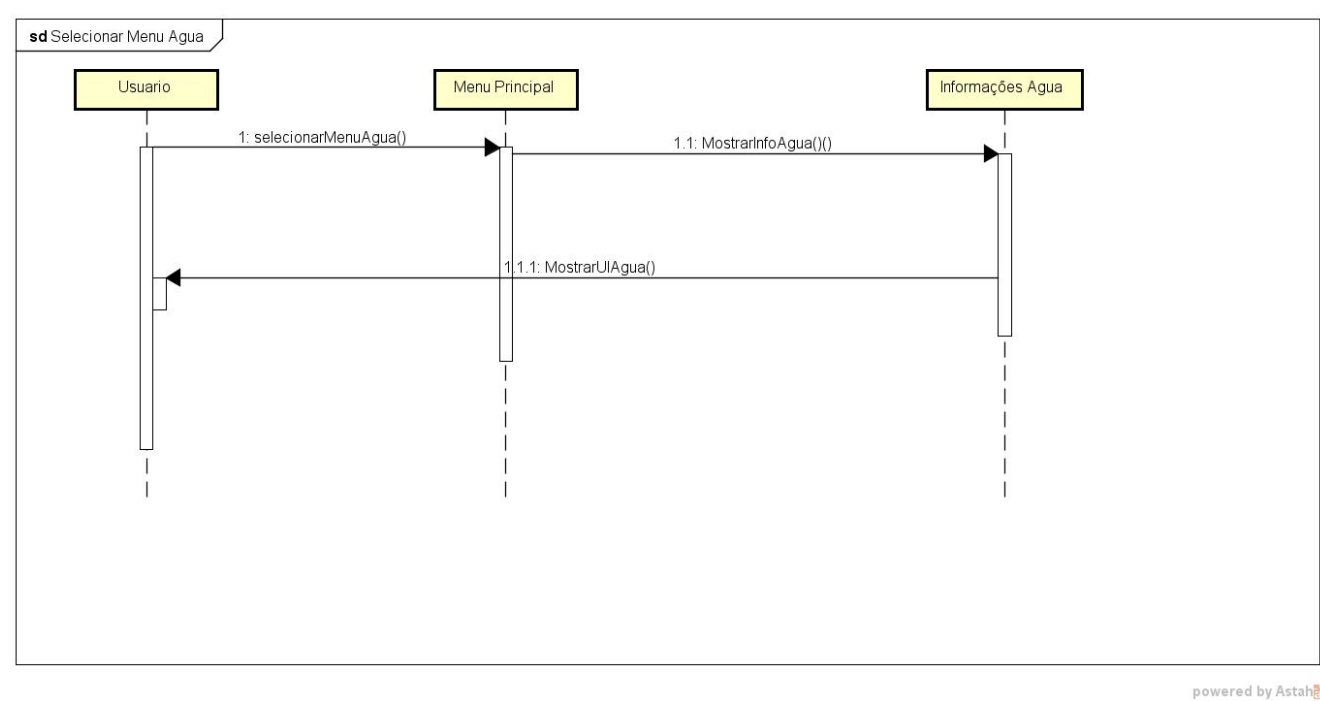 sd Selecionar Menu Agua
Usuario
Menu Principal
Informações Agua
1: selecionarMenuAgua()
1.1: MostrarInfoAgua()()
1.1.1: MostrarUIAgua()
powered by Astah